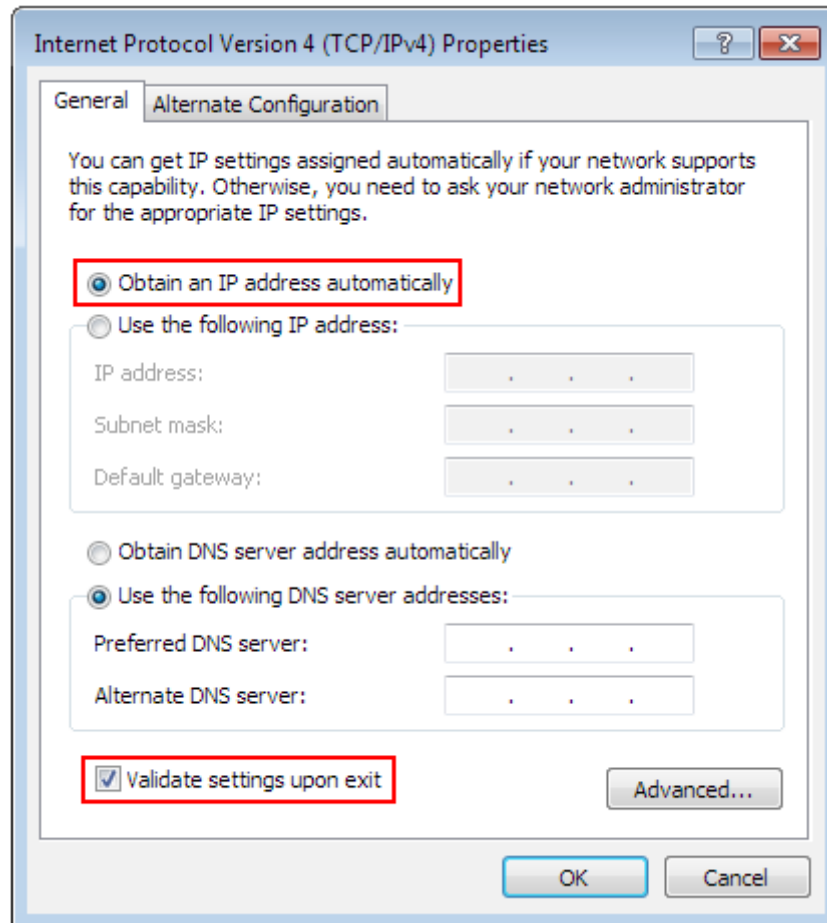 Internet Protocol Version 4 (TCP/IPv4) Properties
General
Alternate Configuration
You can get IP settings assigned automatically if your network supports
this capability. Otherwise, you need to ask your network administrator
for the appropriate IP settings.
Obtain an IP address automatically
Use the following IP address:
IP address:
Subnet mask:
Default gateway:
Obtain DNS server address automatically
Use the following DNS server addresses:
Preferred DNS server:
Alternate DNS server:
Validate settings upon exit
Advanced...
OK
Cancel